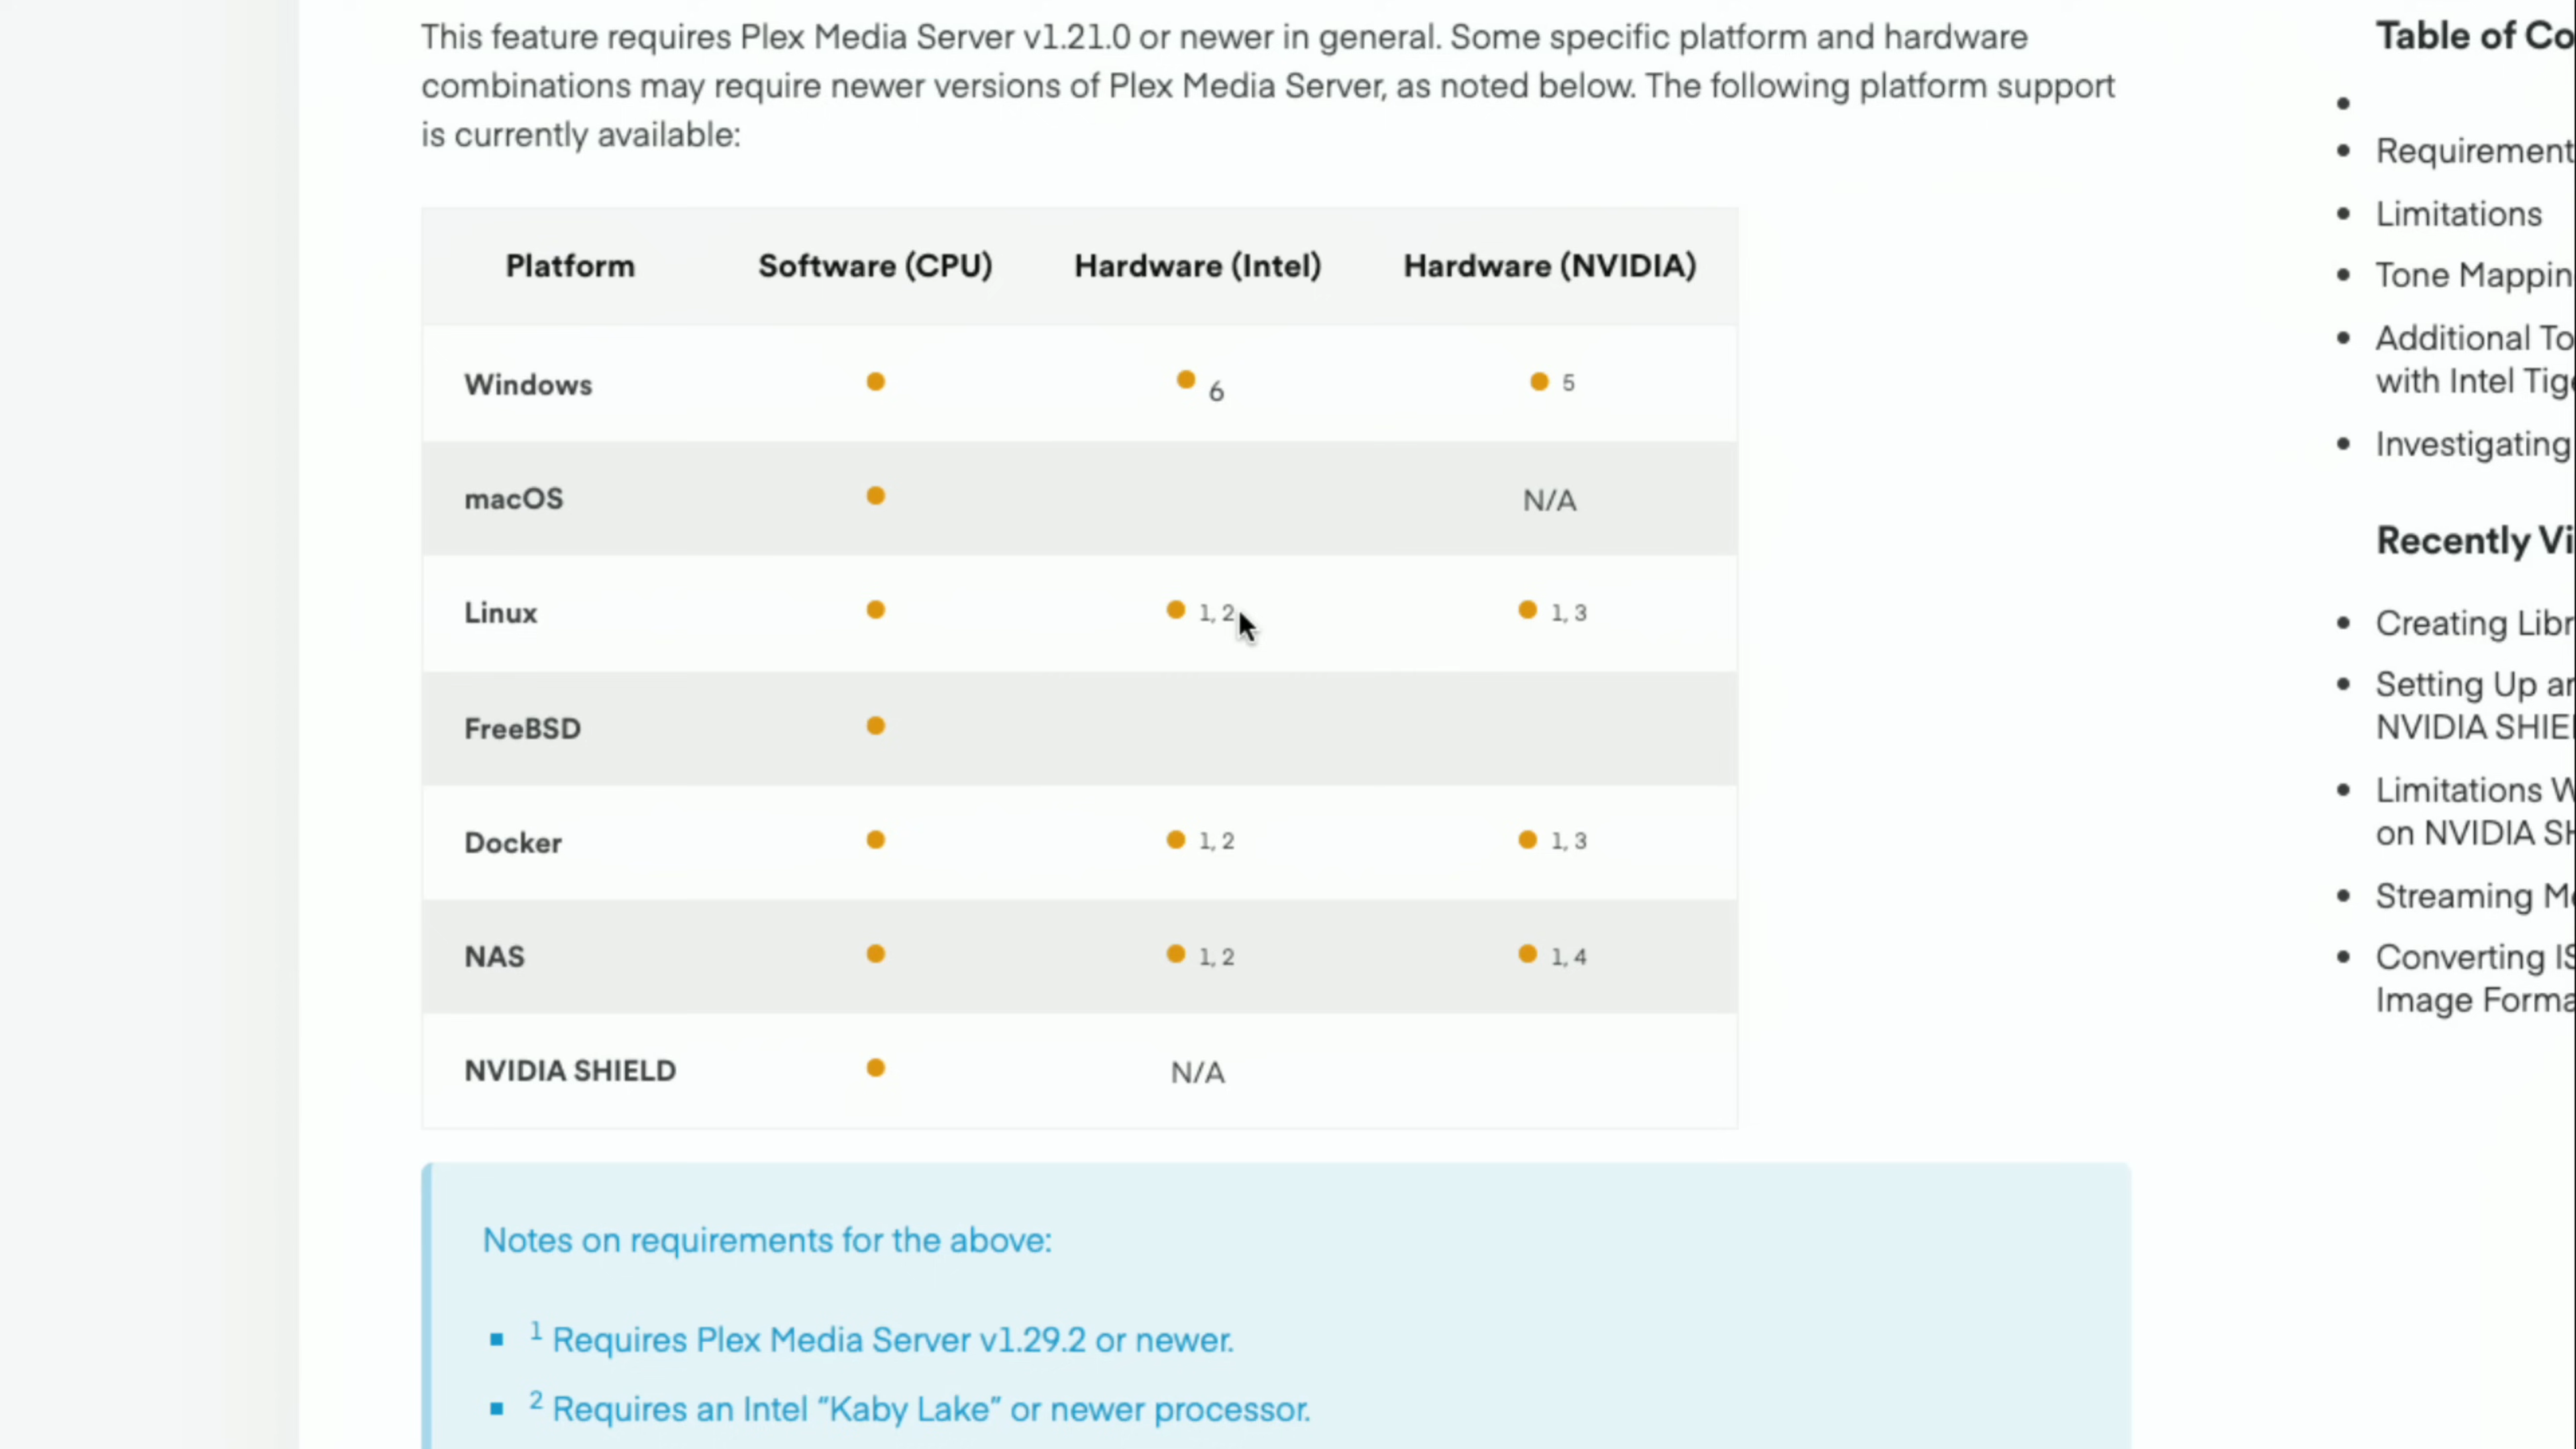 This feature requires Plex Media Server v1.21.0 or newer in general. Some specific platform and hardware
combinations may require newer versions of Plex Media Server, as noted below. The following platform support
is currently available:
Platform Software (CPU) Hardware (Intel) Hardware (NVIDIA)
Windows ● ● 6 ● 5
macOS ● N/A
Linux ● ● 1, 2 ● 1, 3
FreeBSD ●
Docker ● ● 1, 2 ● 1, 3
NAS ● ● 1, 2 ● 1, 4
NVIDIA SHIELD ● N/A
Notes on requirements for the above:
▪ 1 Requires Plex Media Server v1.29.2 or newer.
▪ 2 Requires an Intel “Kaby Lake” or newer processor.
Table of Co
•
• Requirement
• Limitations
• Tone Mappin
• Additional To
with Intel Tig
• Investigating
Recently Vi
• Creating Libr
• Setting Up ar
NVIDIA SHIE
• Limitations W
on NVIDIA SH
• Streaming Me
• Converting IS
Image Forma